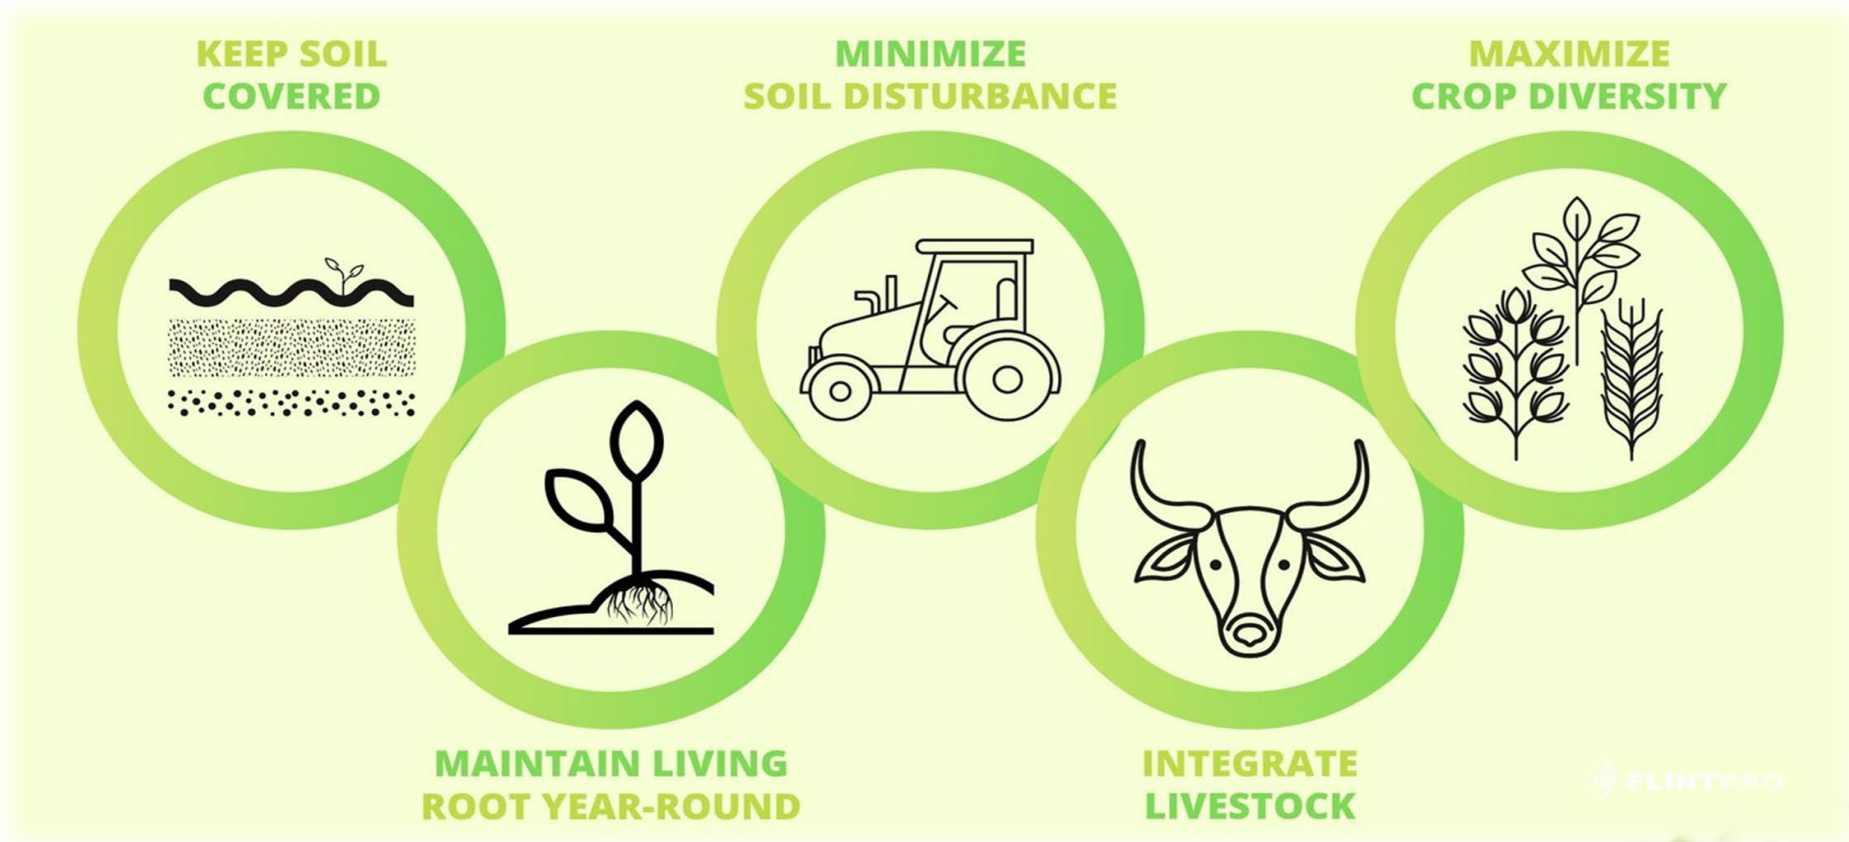 KEEP SOIL
COVERED
MINIMIZE
SOIL DISTURBANCE
MAXIMIZE
CROP DIVERSITY
MAINTAIN LIVING
ROOT YEAR-ROUND
INTEGRATE
LIVESTOCK
FLINTPRO